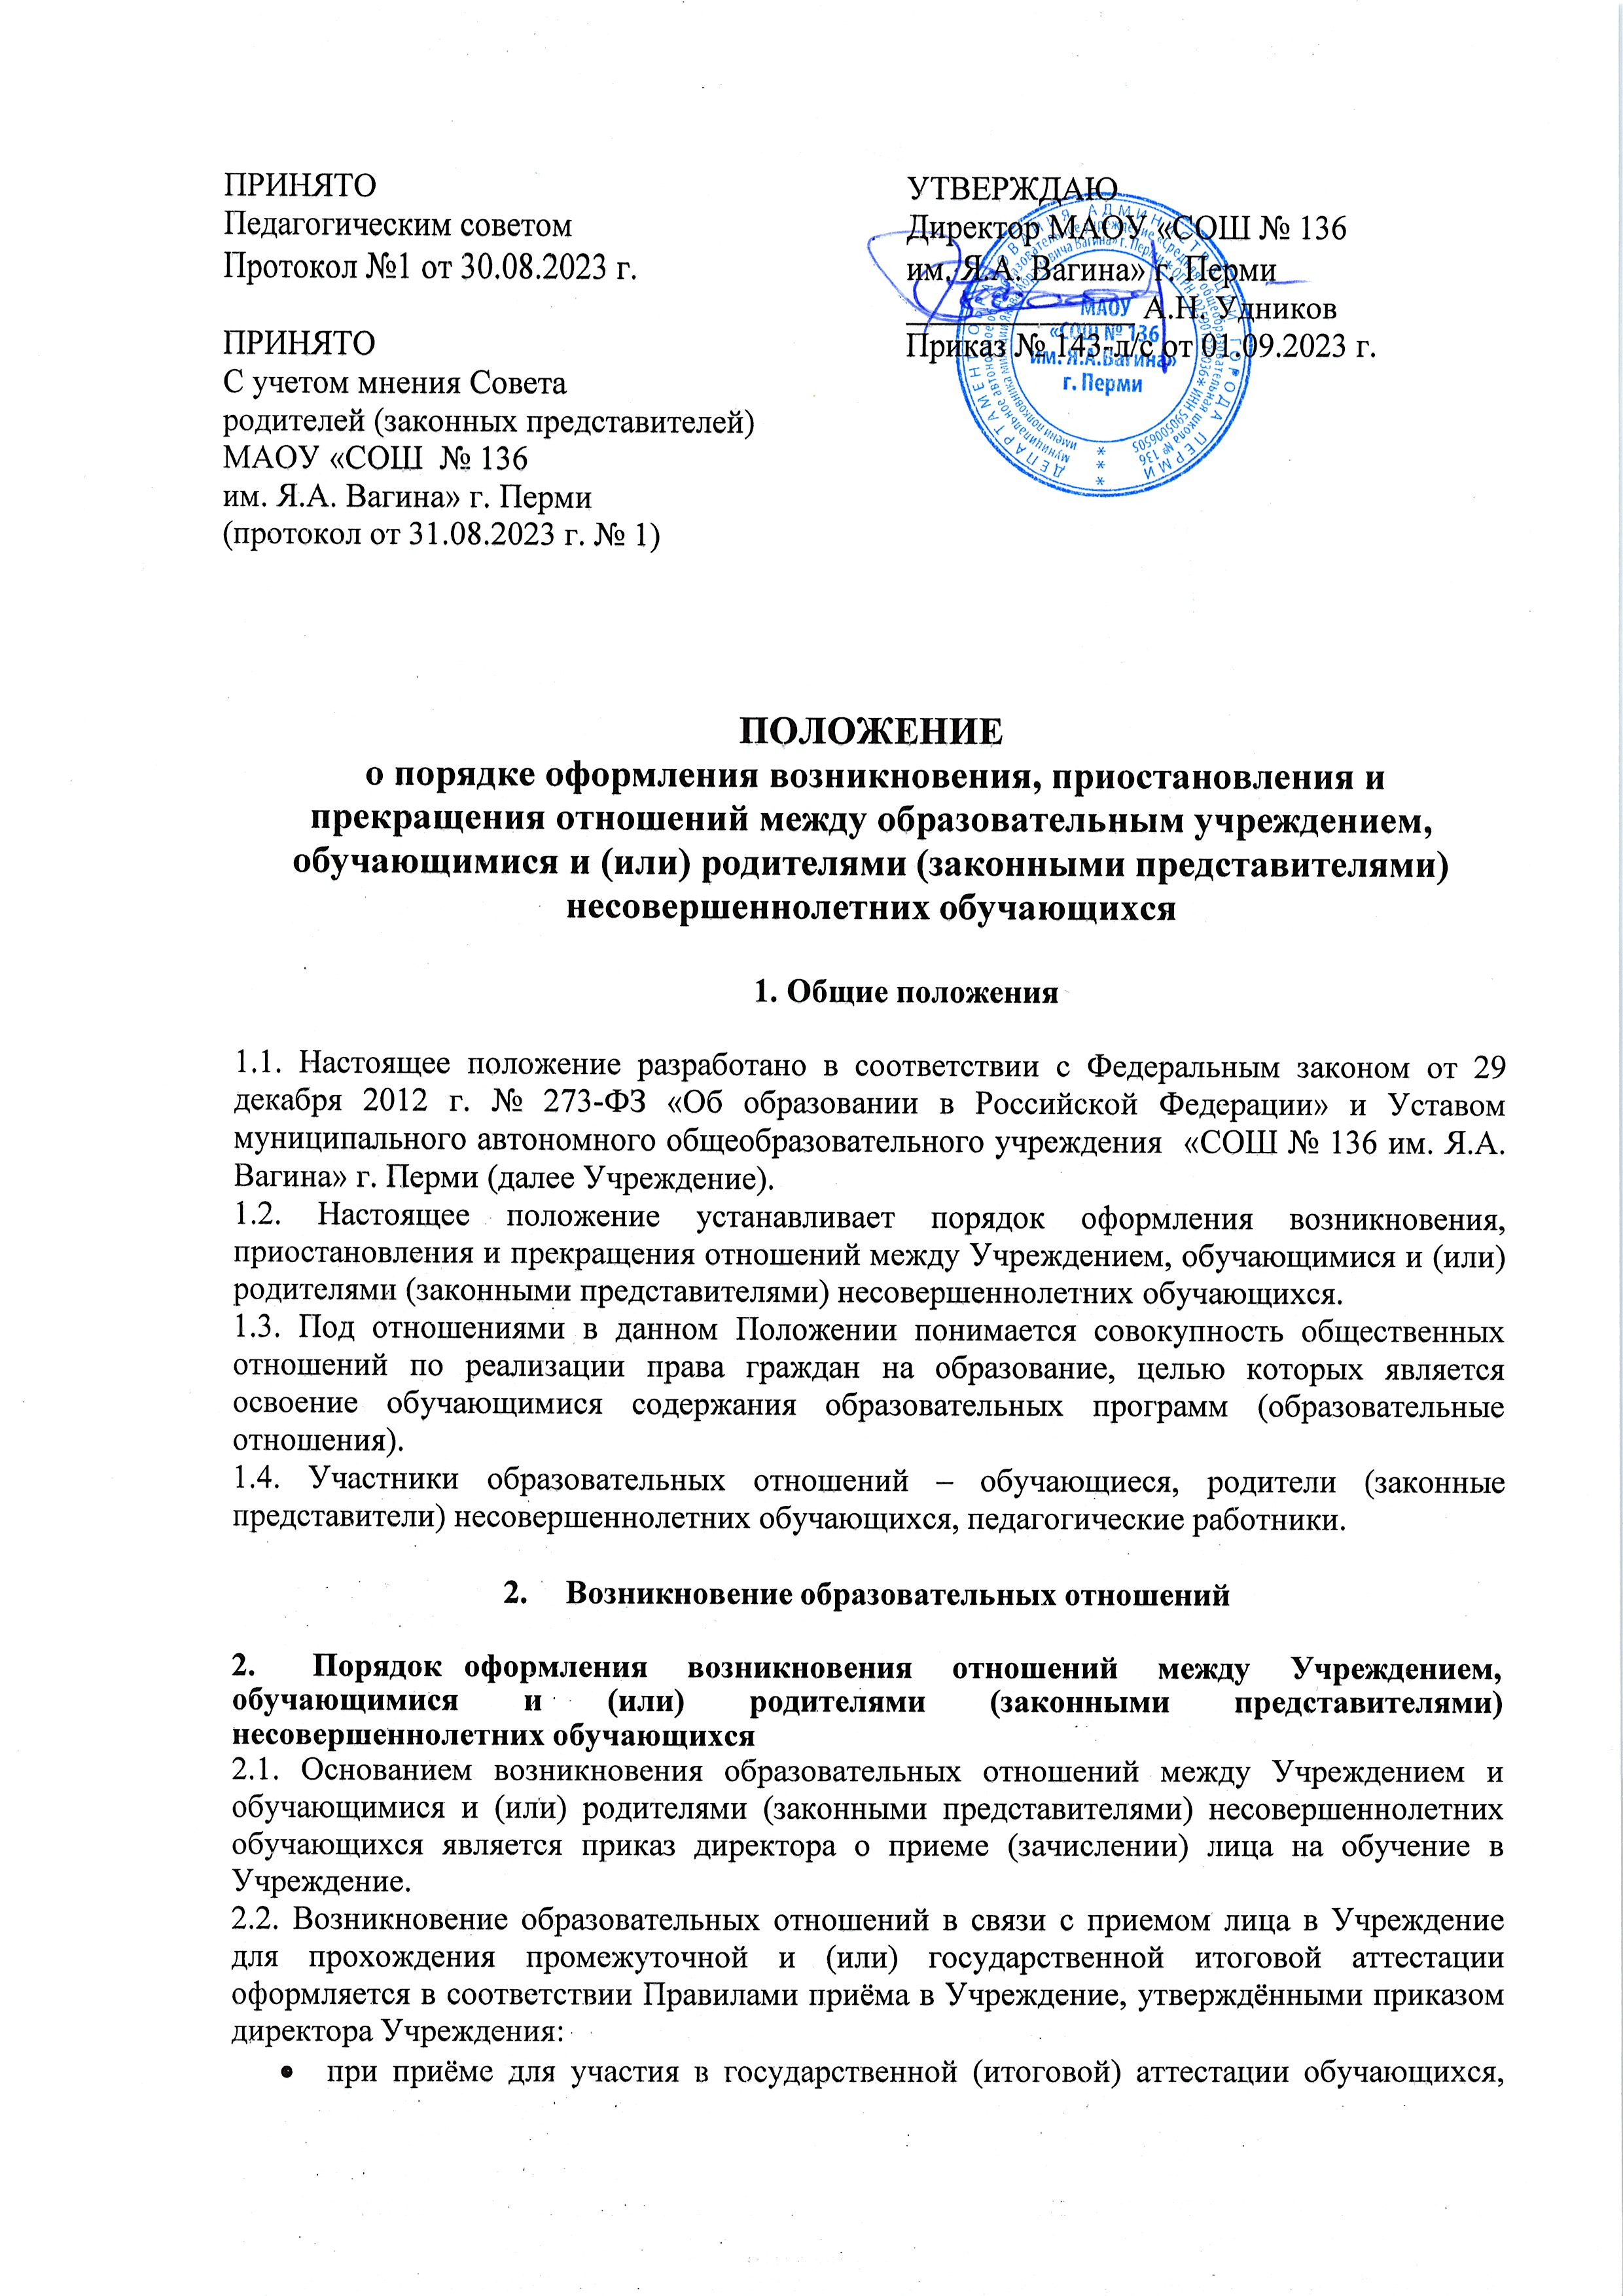 ПРИНЯТО
Педагогическим советом
Протокол №1 от 30.08.2023 г.
ПРИНЯТО
С учетом мнения Совета
родителей (законных представителей)
МАОУ «СОШ № 136
им. Я.А. Вагина» г. Перми
(протокол от 31.08.2023 г. № 1)
УТВЕРЖДАЮ
Директор МАОУ «СОШ № 136
им. Я.А. Вагина» г. Перми
А.Н. Удников
Приказ № 143-л/с от 01.09.2023 г.
МАОУ
«СОШ № 136
им. Я.А.Вагина»
г. Перми
ПОЛОЖЕНИЕ
о порядке оформления возникновения, приостановления и
прекращения отношений между образовательным учреждением,
обучающимися и (или) родителями (законными представителями)
несовершеннолетних обучающихся
1. Общие положения
1.1. Настоящее положение разработано в соответствии с Федеральным законом от 29
декабря 2012 г. № 273-ФЗ «Об образовании в Российской Федерации» и Уставом
муниципального автономного общеобразовательного учреждения «СОШ № 136 им. Я.А.
Вагина» г. Перми (далее Учреждение).
1.2. Настоящее положение устанавливает порядок оформления возникновения,
приостановления и прекращения отношений между Учреждением, обучающимися и (или)
родителями (законными представителями) несовершеннолетних обучающихся.
1.3. Под отношениями в данном Положении понимается совокупность общественных
отношений по реализации права граждан на образование, целью которых является
освоение обучающимися содержания образовательных программ (образовательные
отношения).
1.4. Участники образовательных отношений – обучающиеся, родители (законные
представители) несовершеннолетних обучающихся, педагогические работники.
2. Возникновение образовательных отношений
2. Порядок оформления возникновения отношений между Учреждением,
обучающимися и (или) родителями (законными представителями)
несовершеннолетних обучающихся
2.1. Основанием возникновения образовательных отношений между Учреждением и
обучающимися и (или) родителями (законными представителями) несовершеннолетних
обучающихся является приказ директора о приеме (зачислении) лица на обучение в
Учреждение.
2.2. Возникновение образовательных отношений в связи с приемом лица в Учреждение
для прохождения промежуточной и (или) государственной итоговой аттестации
оформляется в соответствии Правилами приёма в Учреждение, утверждёнными приказом
директора Учреждения:
• при приёме для участия в государственной (итоговой) аттестации обучающихся,